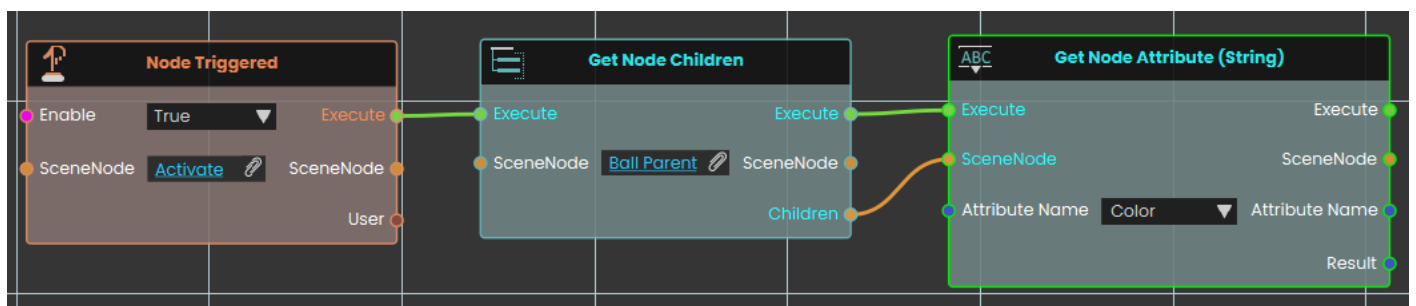 Node Triggered
Enable True Execute
SceneNode Activate SceneNode
User
Get Node Children
Execute Execute
SceneNode Ball Parent SceneNode
Children
ABC Get Node Attribute (String)
Execute Execute
SceneNode SceneNode
Attribute Name Color Attribute Name
Result